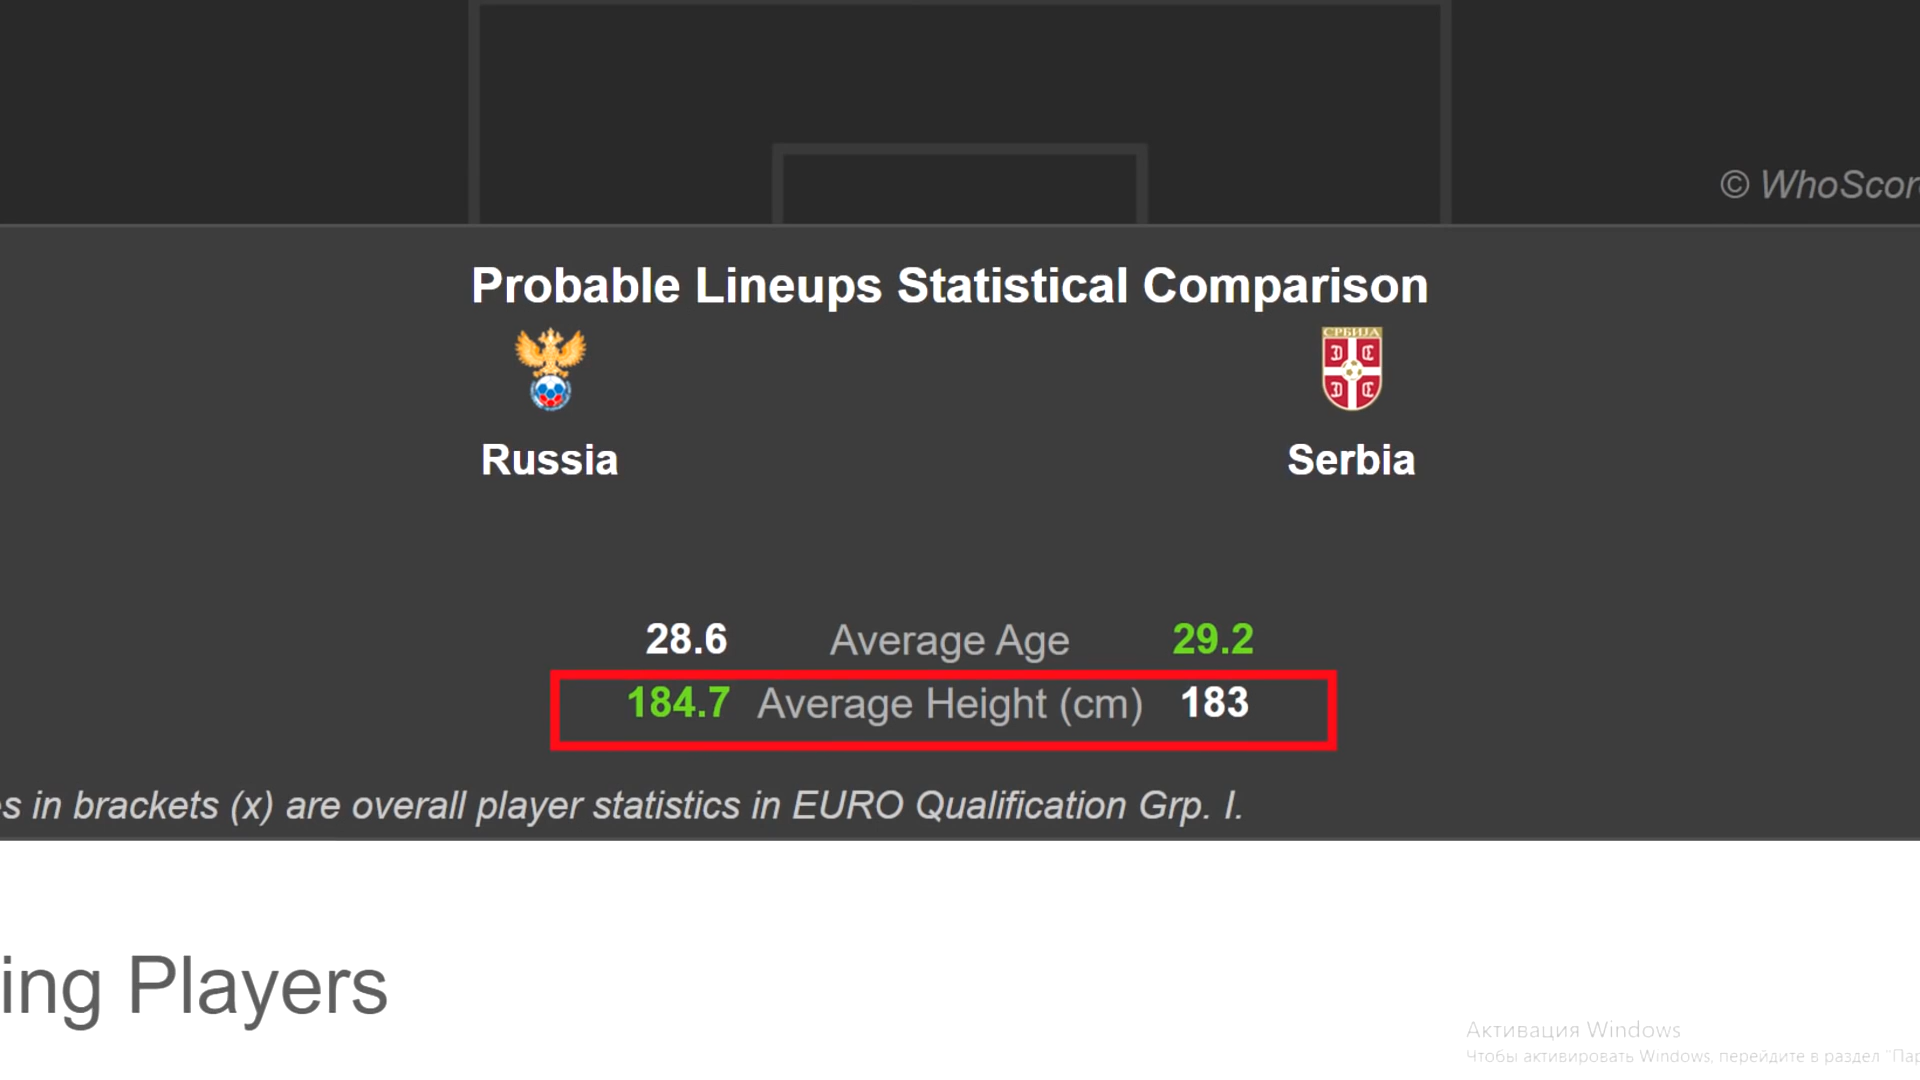 © WhoScor
Probable Lineups Statistical Comparison
СРБИЈА
Russia
Serbia
28.6 Average Age 29.2
184.7 Average Height (cm) 183
es in brackets (x) are overall player statistics in EURO Qualification Grp. I.
ing Players
Активация Windows
Чтобы активировать Windows, перейдите в раздел "Пар